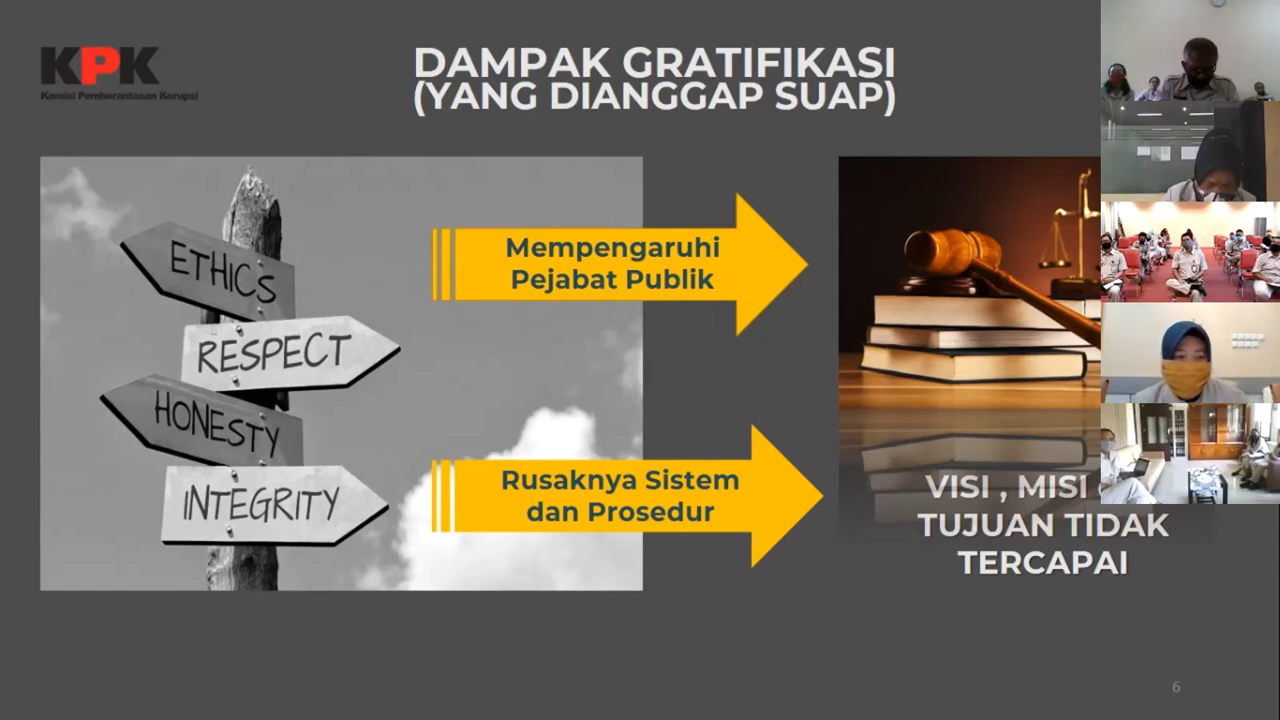 KPK
Komisi Pemberantasan Korupsi
DAMPAK GRATIFIKASI
(YANG DIANGGAP SUAP)
ETHICS
RESPECT
HONESTY
INTEGRITY
Mempengaruhi
Pejabat Publik
Rusaknya Sistem
dan Prosedur
VISI , MISI
TUJUAN TIDAK
TERCAPAI
6